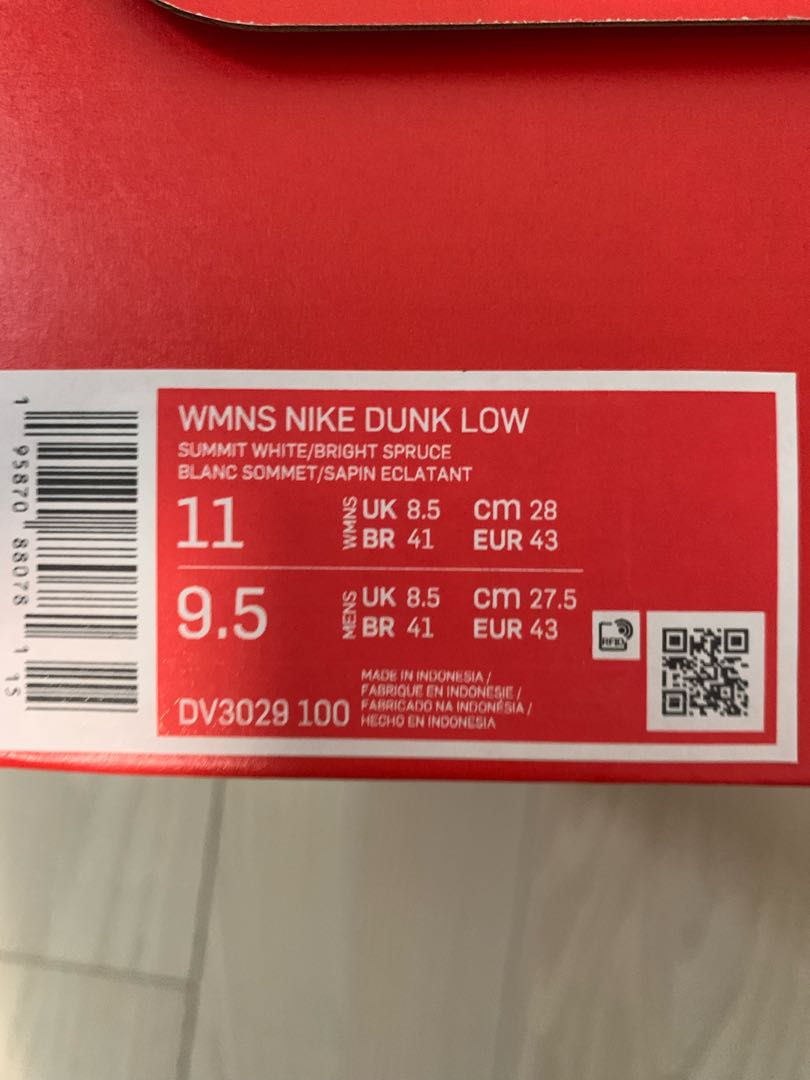 WMNS NIKE DUNK LOW
SUMMIT WHITE/BRIGHT SPRUCE
BLANC SOMMET/SAPIN ECLATANT
11 WMNS UK 8.5 cm 28
BR 41 EUR 43
9.5 MENS UK 8.5 cm 27.5
BR 41 EUR 43
DV3029 100
MADE IN INDONESIA /
FABRIQUE EN INDONESIE /
FABRICADO NA INDONÉSIA /
HECHO EN INDONESIA
RFID
1 95870 88078 1 15